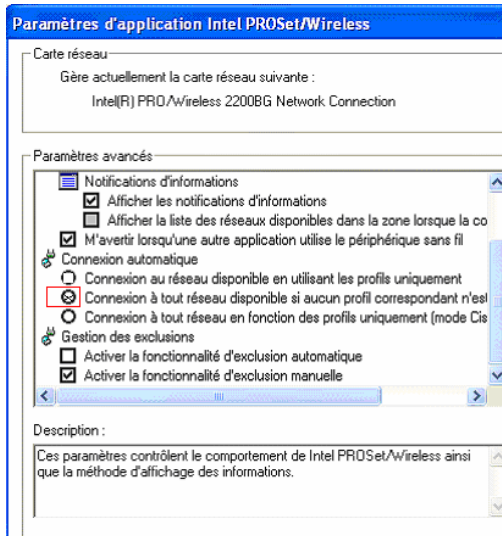 Paramètres d'application Intel PROSet/Wireless
Carte réseau
Gère actuellement la carte réseau suivante :
Intel(R) PRO/Wireless 2200BG Network Connection
Paramètres avancés
Notifications d'informations
Afficher les notifications d'informations
Afficher la liste des réseaux disponibles dans la zone lorsque la co
M'avertir lorsqu'une autre application utilise le périphérique sans fil
Connexion automatique
Connexion au réseau disponible en utilisant les profils uniquement
Connexion à tout réseau disponible si aucun profil correspondant n'est
Connexion à tout réseau en fonction des profils uniquement (mode Cis
Gestion des exclusions
Activer la fonctionnalité d'exclusion automatique
Activer la fonctionnalité d'exclusion manuelle
Description :
Ces paramètres contrôlent le comportement de Intel PROSet/Wireless ainsi
que la méthode d'affichage des informations.